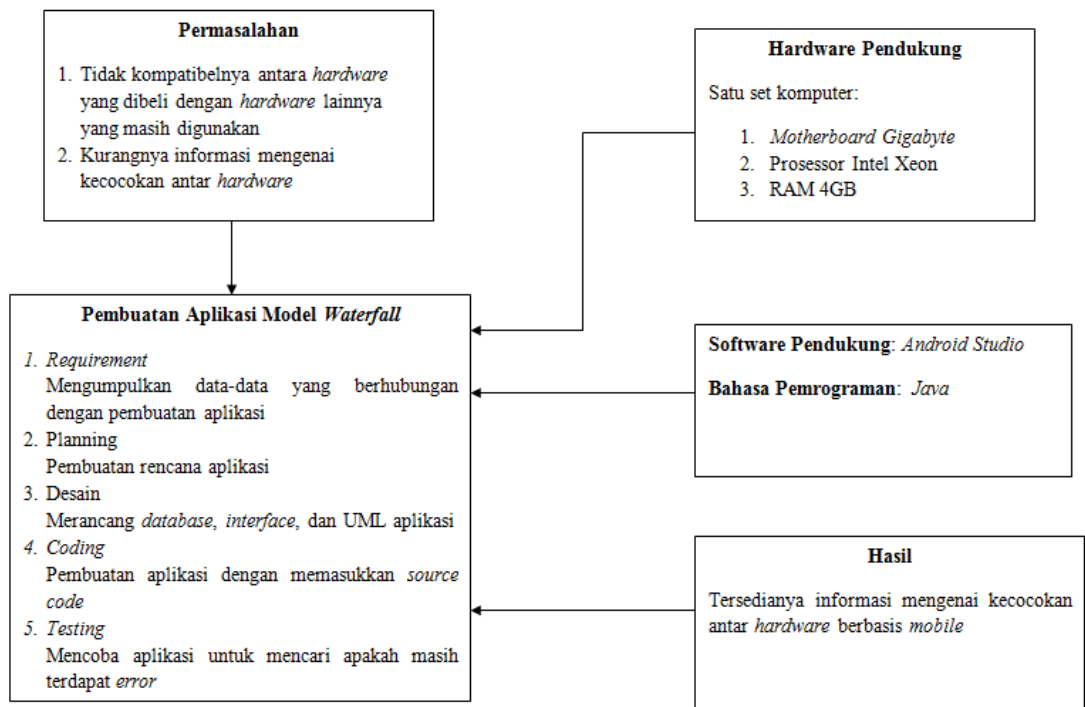 Permasalahan
1. Tidak kompatibelnya antara hardware
yang dibeli dengan hardware lainnya
yang masih digunakan
2. Kurangnya informasi mengenai
kecocokan antar hardware
Hardware Pendukung
Satu set komputer:
1. Motherboard Gigabyte
2. Prosessor Intel Xeon
3. RAM 4GB
Pembuatan Aplikasi Model Waterfall
1. Requirement
Mengumpulkan data-data yang berhubungan
dengan pembuatan aplikasi
2. Planning
Pembuatan rencana aplikasi
3. Desain
Merancang database, interface, dan UML aplikasi
4. Coding
Pembuatan aplikasi dengan memasukkan source
code
5. Testing
Mencoba aplikasi untuk mencari apakah masih
terdapat error
Software Pendukung: Android Studio
Bahasa Pemrograman: Java
Hasil
Tersedianya informasi mengenai kecocokan
antar hardware berbasis mobile